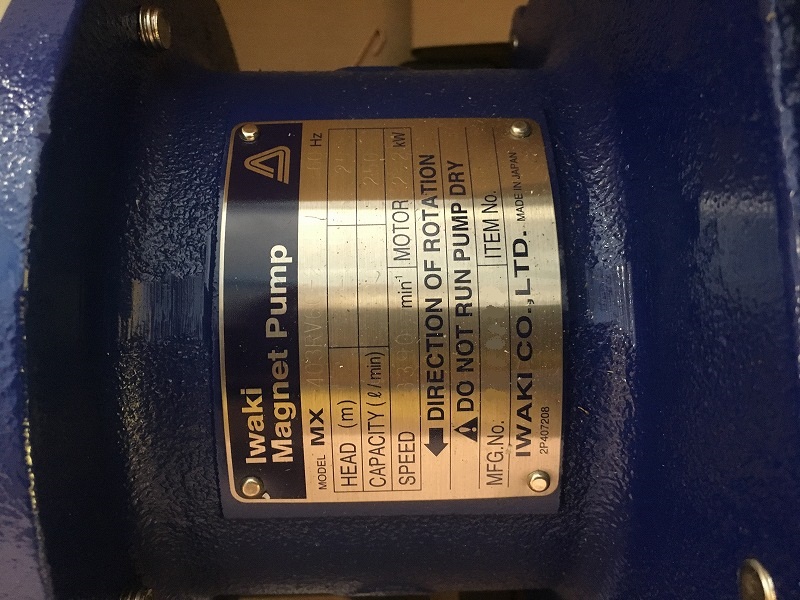 Iwaki
Magnet Pump
MODEL MX Hz
HEAD (m)
CAPACITY (ℓ/min)
SPEED min⁻¹ MOTOR kW
⬅ DIRECTION OF ROTATION
⚠ DO NOT RUN PUMP DRY
MFG.No. ITEM No.
IWAKI CO.,LTD. MADE IN JAPAN
2P407208